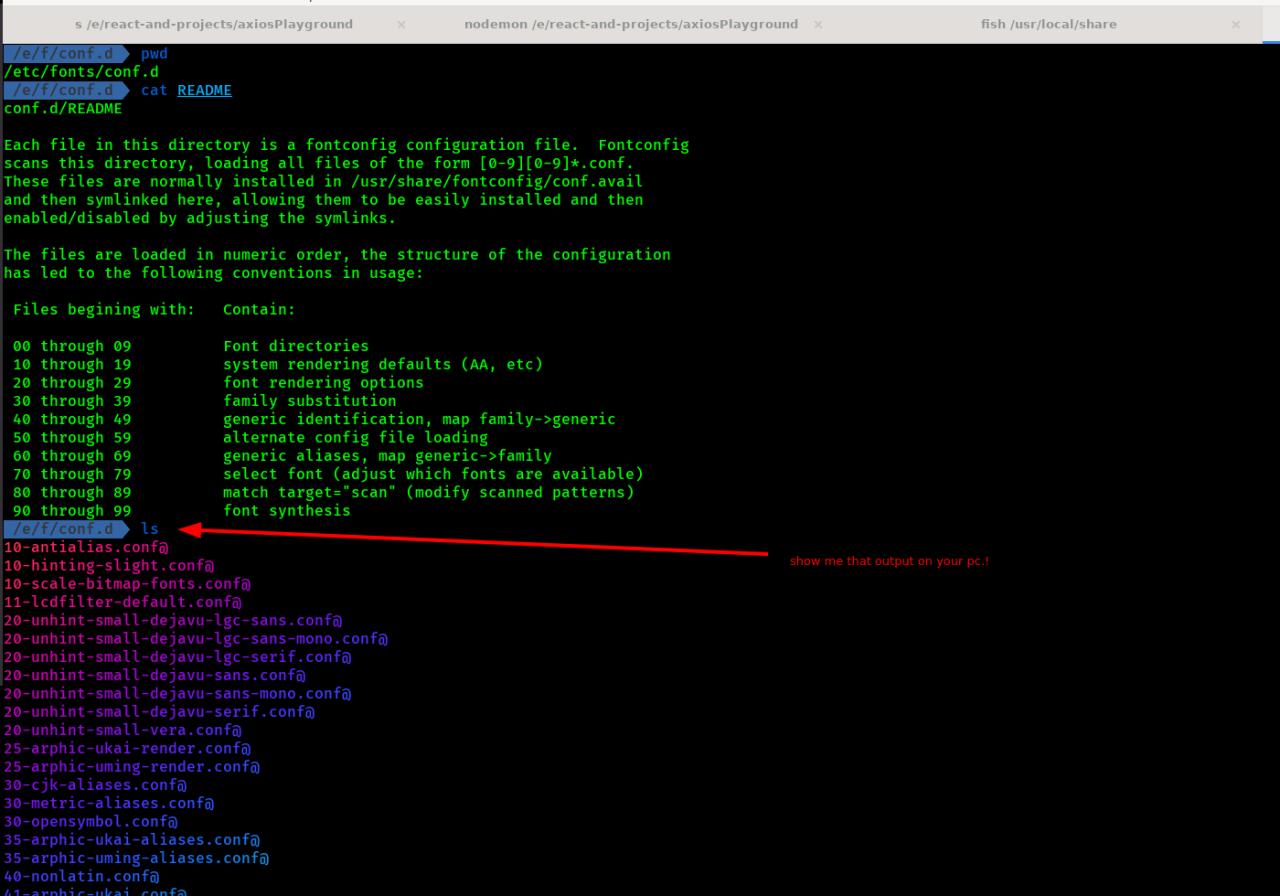 s /e/react-and-projects/axiosPlayground × nodemon /e/react-and-projects/axiosPlayground × fish /usr/local/share ×
/e/f/conf.d pwd
/etc/fonts/conf.d
/e/f/conf.d cat README
conf.d/README
Each file in this directory is a fontconfig configuration file.  Fontconfig
scans this directory, loading all files of the form [0-9][0-9]*.conf.
These files are normally installed in /usr/share/fontconfig/conf.avail
and then symlinked here, allowing them to be easily installed and then
enabled/disabled by adjusting the symlinks.
The files are loaded in numeric order, the structure of the configuration
has led to the following conventions in usage:
Files begining with:   Contain:
00 through 09          Font directories
10 through 19          system rendering defaults (AA, etc)
20 through 29          font rendering options
30 through 39          family substitution
40 through 49          generic identification, map family->generic
50 through 59          alternate config file loading
60 through 69          generic aliases, map generic->family
70 through 79          select font (adjust which fonts are available)
80 through 89          match target="scan" (modify scanned patterns)
90 through 99          font synthesis
/e/f/conf.d ls
show me that output on your pc.!
10-antialias.conf@
10-hinting-slight.conf@
10-scale-bitmap-fonts.conf@
11-lcdfilter-default.conf@
20-unhint-small-dejavu-lgc-sans.conf@
20-unhint-small-dejavu-lgc-sans-mono.conf@
20-unhint-small-dejavu-lgc-serif.conf@
20-unhint-small-dejavu-sans.conf@
20-unhint-small-dejavu-sans-mono.conf@
20-unhint-small-dejavu-serif.conf@
20-unhint-small-vera.conf@
25-arphic-ukai-render.conf@
25-arphic-uming-render.conf@
30-cjk-aliases.conf@
30-metric-aliases.conf@
30-opensymbol.conf@
35-arphic-ukai-aliases.conf@
35-arphic-uming-aliases.conf@
40-nonlatin.conf@
41-arphic-ukai.conf@